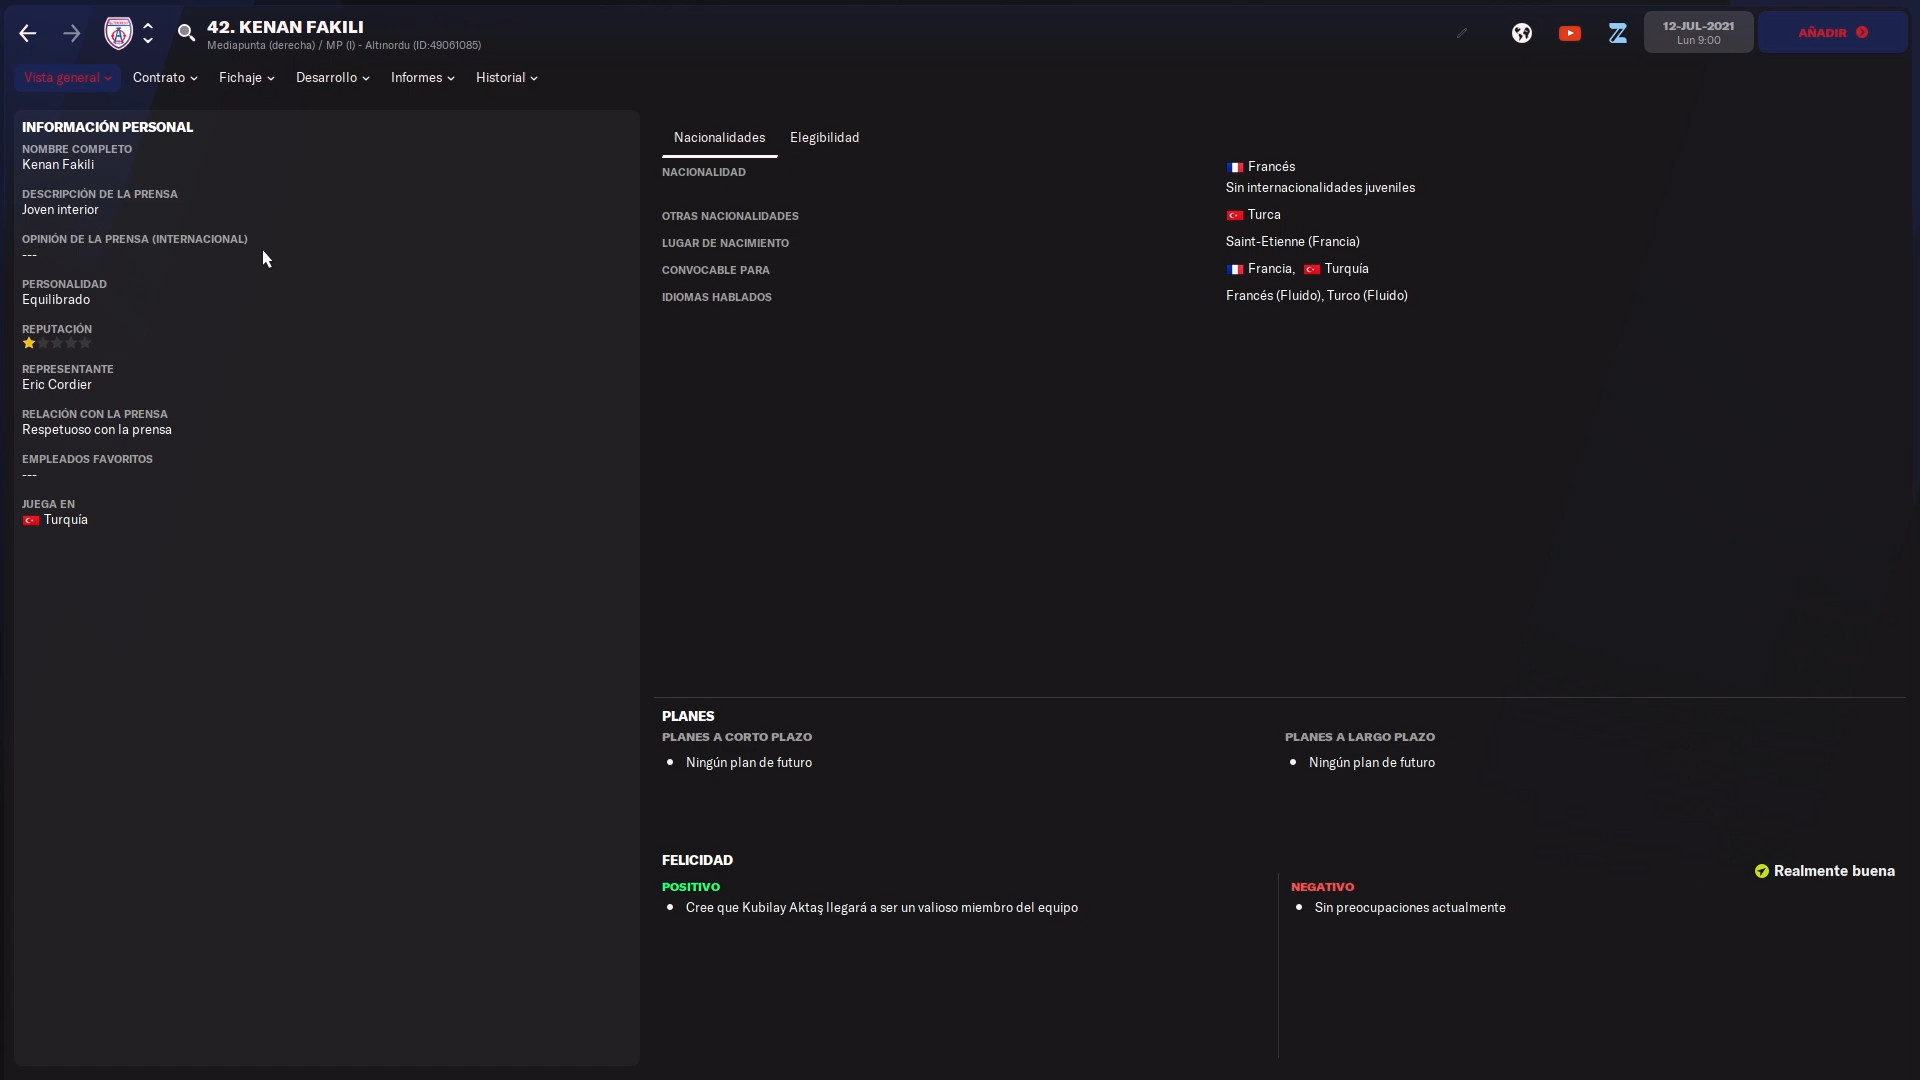 42. KENAN FAKILI
Mediapunta (derecha) / MP (I) - Altınordu (ID:49061085)
12-JUL-2021
Lun 9:00
AÑADIR
Vista general
Contrato
Fichaje
Desarrollo
Informes
Historial
INFORMACIÓN PERSONAL
NOMBRE COMPLETO
Kenan Fakili
DESCRIPCIÓN DE LA PRENSA
Joven interior
OPINIÓN DE LA PRENSA (INTERNACIONAL)
---
PERSONALIDAD
Equilibrado
REPUTACIÓN
REPRESENTANTE
Eric Cordier
RELACIÓN CON LA PRENSA
Respetuoso con la prensa
EMPLEADOS FAVORITOS
---
JUEGA EN
Turquía
Nacionalidades
Elegibilidad
NACIONALIDAD
Francés
Sin internacionalidades juveniles
OTRAS NACIONALIDADES
Turca
LUGAR DE NACIMIENTO
Saint-Etienne (Francia)
CONVOCABLE PARA
Francia, Turquía
IDIOMAS HABLADOS
Francés (Fluido), Turco (Fluido)
PLANES
PLANES A CORTO PLAZO
Ningún plan de futuro
PLANES A LARGO PLAZO
Ningún plan de futuro
FELICIDAD
Realmente buena
POSITIVO
Cree que Kubilay Aktaş llegará a ser un valioso miembro del equipo
NEGATIVO
Sin preocupaciones actualmente